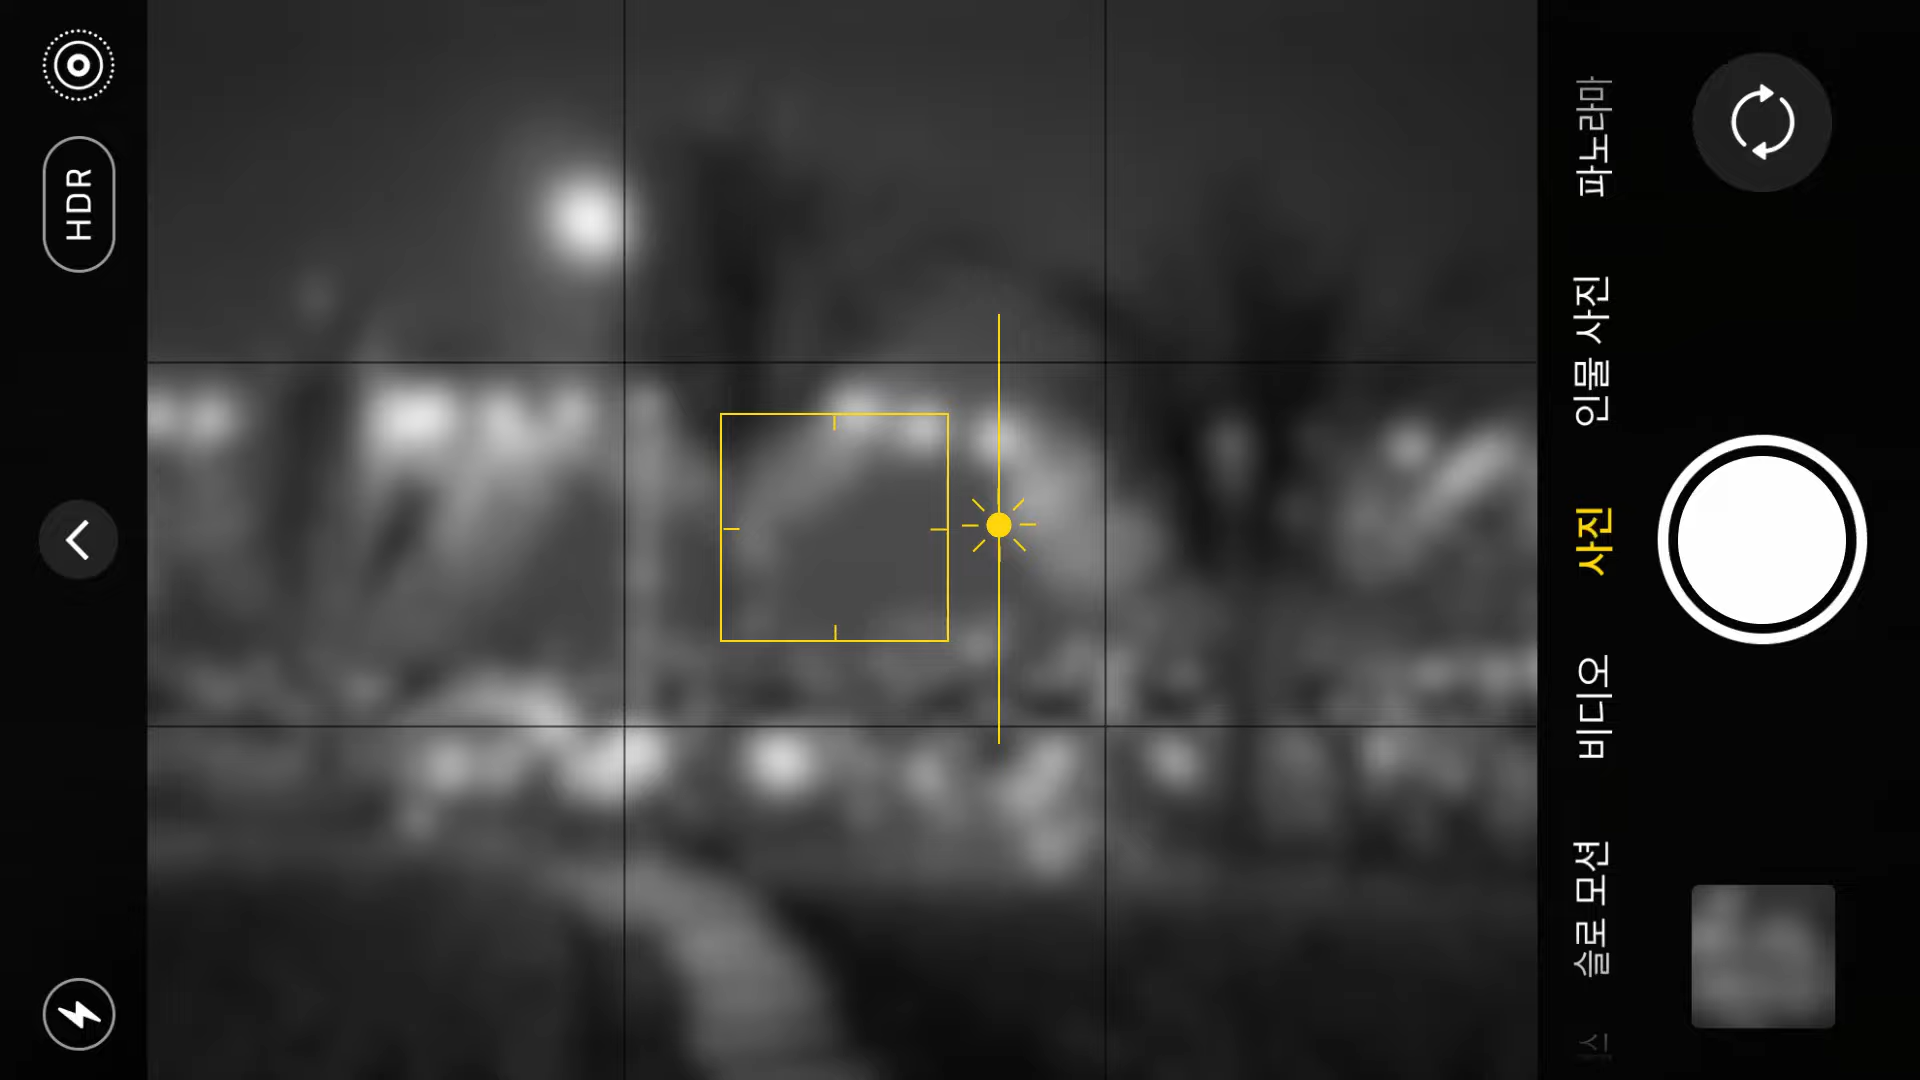 HDR
파노라마
인물 사진
사진
비디오
슬로 모션